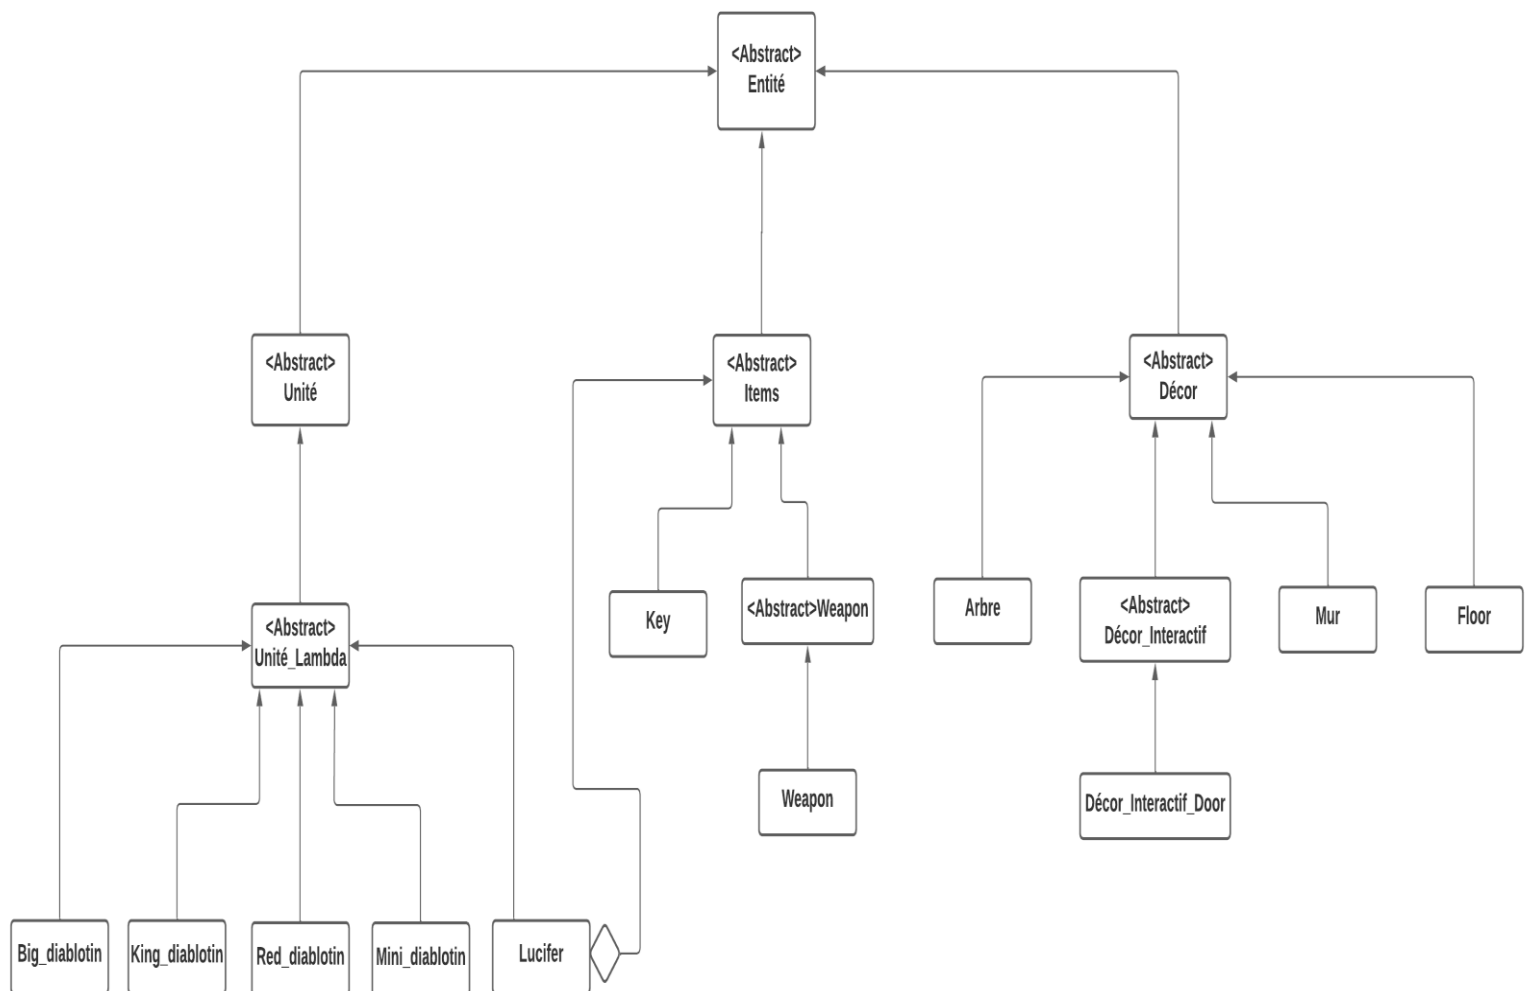 <Abstract>
Entité
<Abstract>
Unité
<Abstract>
Items
<Abstract>
Décor
<Abstract>
Unité_Lambda
Key
<Abstract>Weapon
Arbre
<Abstract>
Décor_Interactif
Mur
Floor
Weapon
Décor_Interactif_Door
Big_diablotin
King_diablotin
Red_diablotin
Mini_diablotin
Lucifer